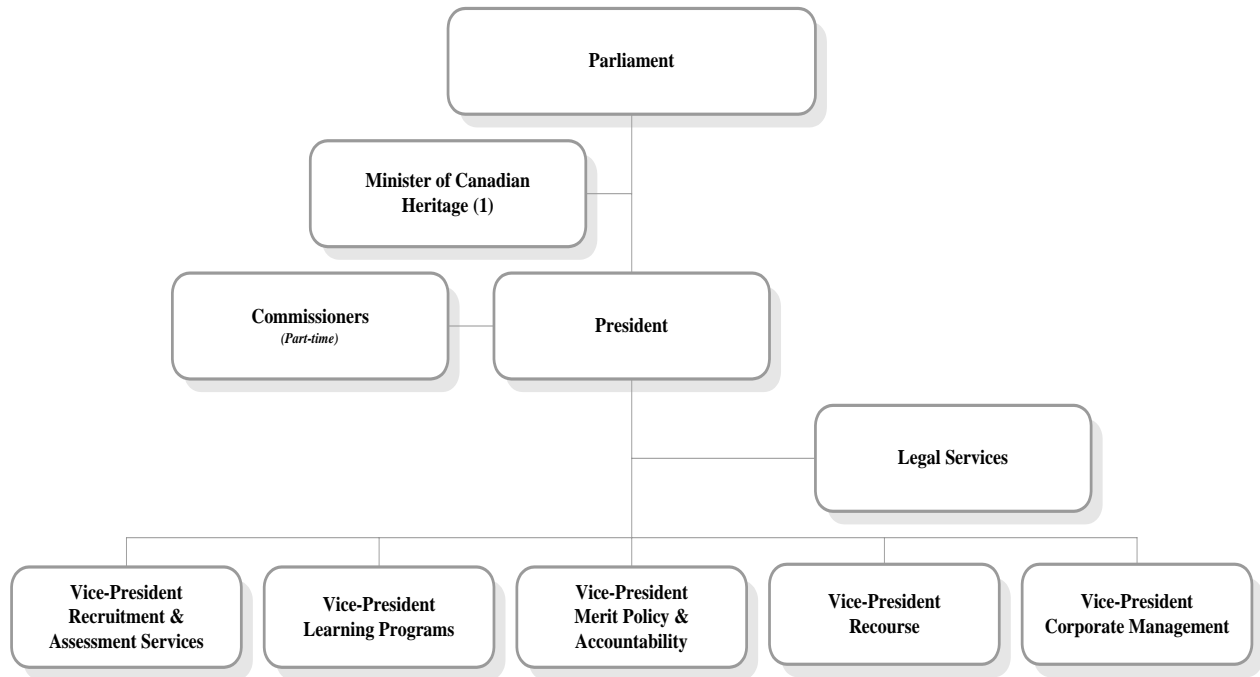 Parliament
Minister of Canadian
Heritage (1)
Commissioners
(Part-time)
President
Legal Services
Vice-President
Recruitment &
Assessment Services
Vice-President
Learning Programs
Vice-President
Merit Policy &
Accountability
Vice-President
Recourse
Vice-President
Corporate Management